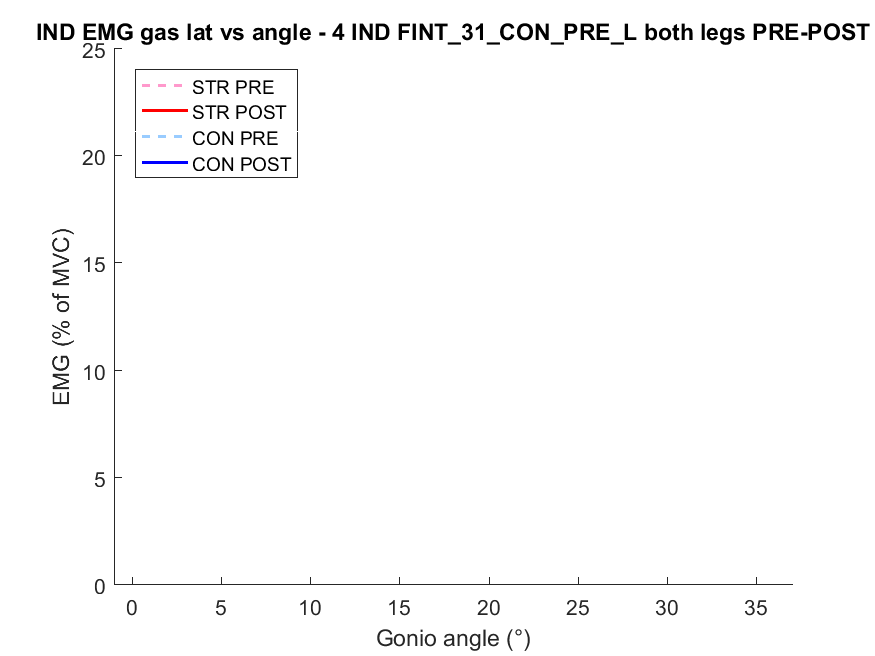 IND EMG gas lat vs angle - 4 IND FINT_31_CON_PRE_L both legs PRE-POST
25
STR PRE
STR POST
CON PRE
CON POST
20
15
10
5
0
EMG (% of MVC)
0 5 10 15 20 25 30 35
Gonio angle (°)